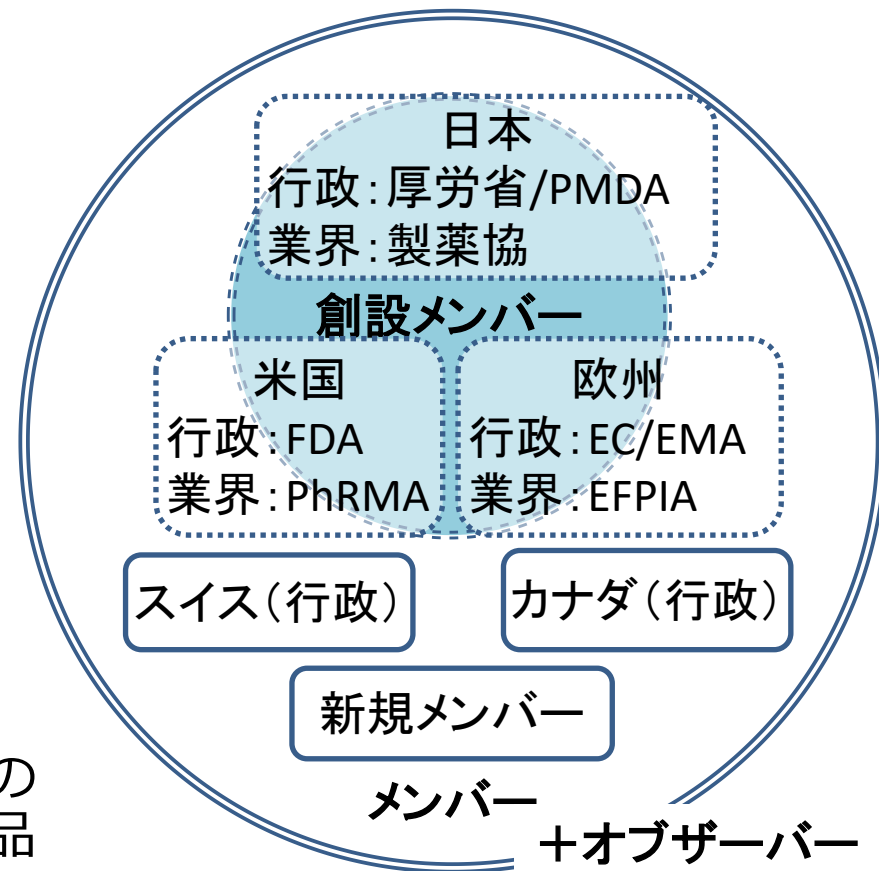 日本
行政:厚労省/PMDA
業界:製薬協
創設メンバー
米国
行政:FDA
業界:PhRMA
欧州
行政:EC/EMA
業界:EFPIA
スイス(行政)
カナダ(行政)
新規メンバー
メンバー
+オブザーバー
の
品